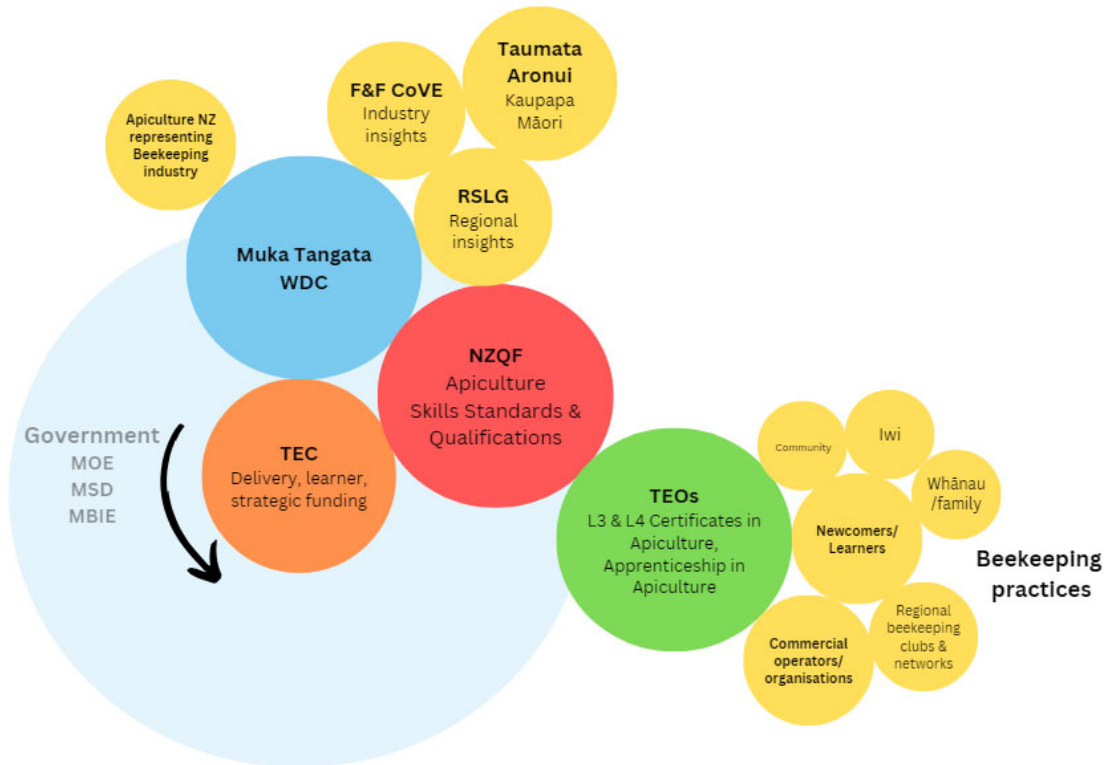 Taumata
Aronui
Kaupapa
Māori
F&F CoVE
Industry
insights
Apiculture NZ
representing
Beekeeping
industry
RSLG
Regional
insights
Muka Tangata
WDC
NZQF
Apiculture
Skills Standards &
Qualifications
Government
MOE
MSD
MBIE
TEC
Delivery, learner,
strategic funding
TEOs
L3 & L4 Certificates in
Apiculture,
Apprenticeship in
Apiculture
Community
Iwi
Whānau
/family
Newcomers/
Learners
Beekeeping
practices
Regional
beekeeping
clubs &
networks
Commercial
operators/
organisations